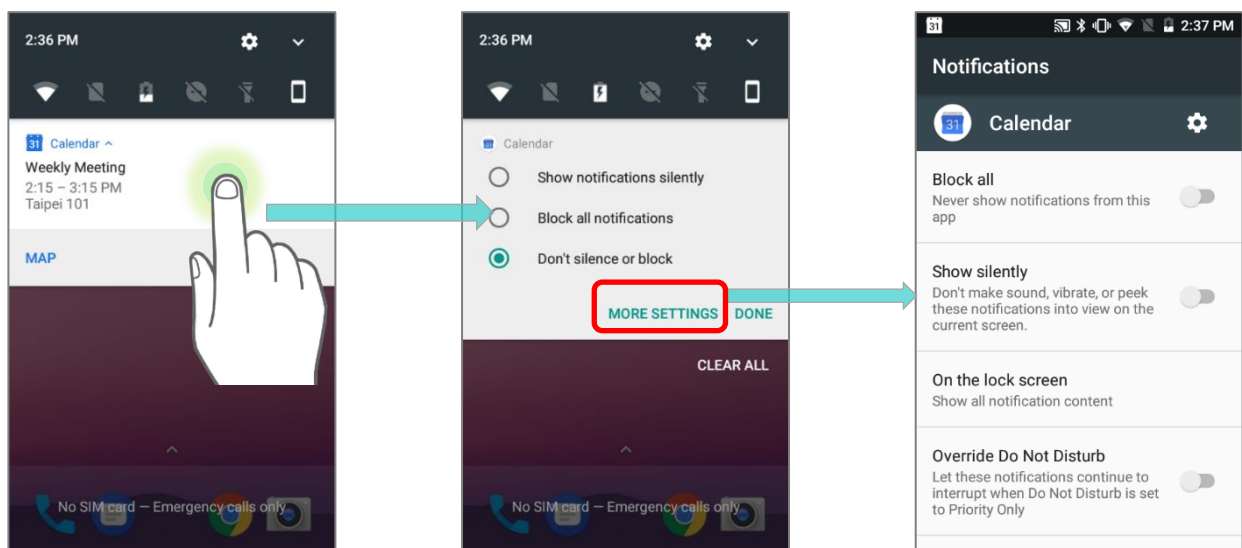 2:36 PM
31 Calendar
Weekly Meeting
2:15 – 3:15 PM
Taipei 101
MAP
No SIM card — Emergency calls only
2:36 PM
Calendar
Show notifications silently
Block all notifications
Don't silence or block
MORE SETTINGS DONE
CLEAR ALL
No SIM card — Emergency calls only
31 2:37 PM
Notifications
31 Calendar
Block all
Never show notifications from this
app
Show silently
Don't make sound, vibrate, or peek
these notifications into view on the
current screen.
On the lock screen
Show all notification content
Override Do Not Disturb
Let these notifications continue to
interrupt when Do Not Disturb is set
to Priority Only